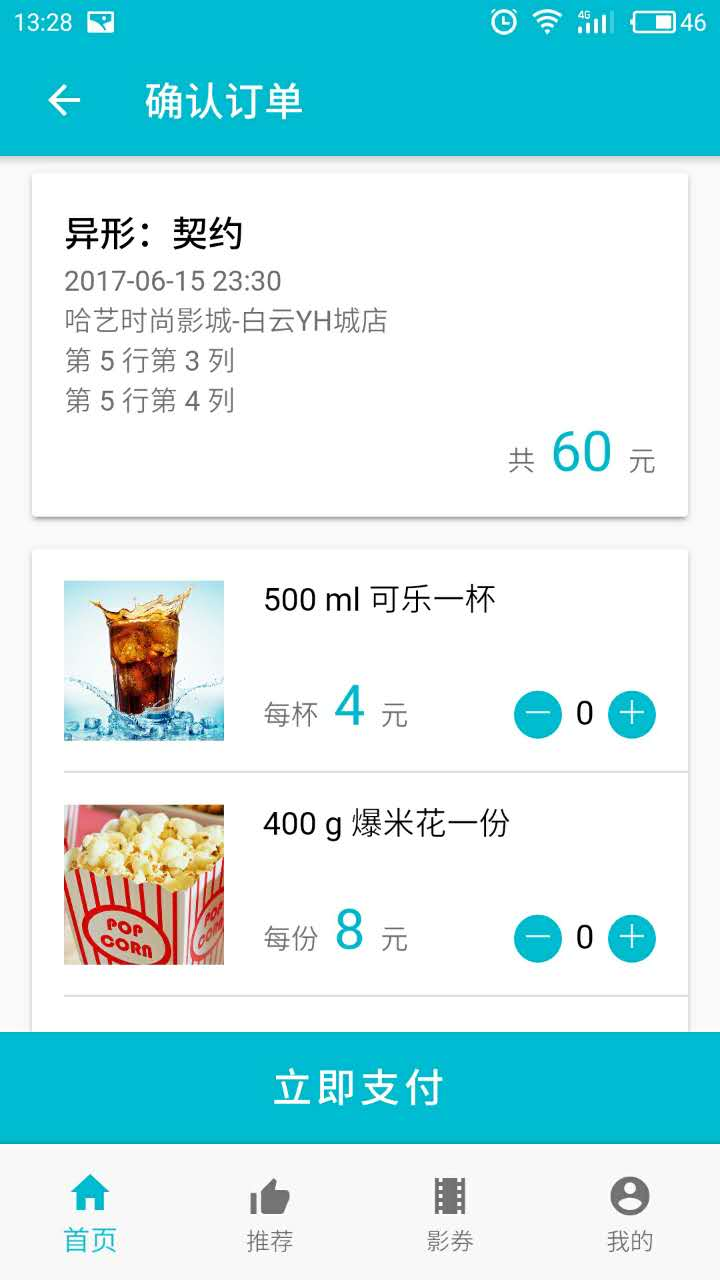 13:28
4G
46
确认订单
异形：契约
2017-06-15 23:30
哈艺时尚影城-白云YH城店
第 5 行第 3 列
第 5 行第 4 列
共 60 元
500 ml 可乐一杯
每杯 4 元
0
400 g 爆米花一份
POP
CORN
POP
CORN
每份 8 元
0
立即支付
首页
推荐
影券
我的